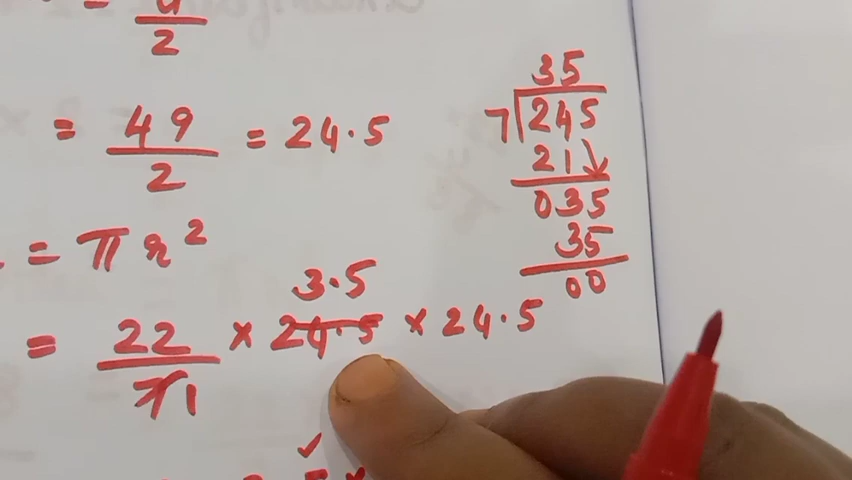 = d/2
= 49/2 = 24.5
= πr²
3.5
= 22/7 1 × 24.5 × 24.5
35
7 245
21
035
35
00